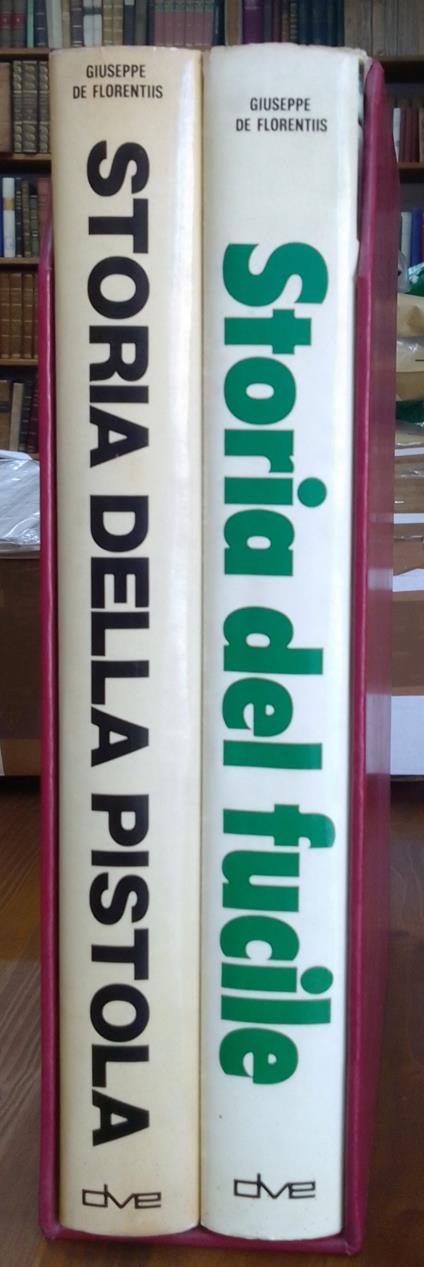 GIUSEPPE
DE FLORENTIIS
STORIA DELLA PISTOLA
dve
GIUSEPPE
DE FLORENTIIS
Storia del fucile
dve